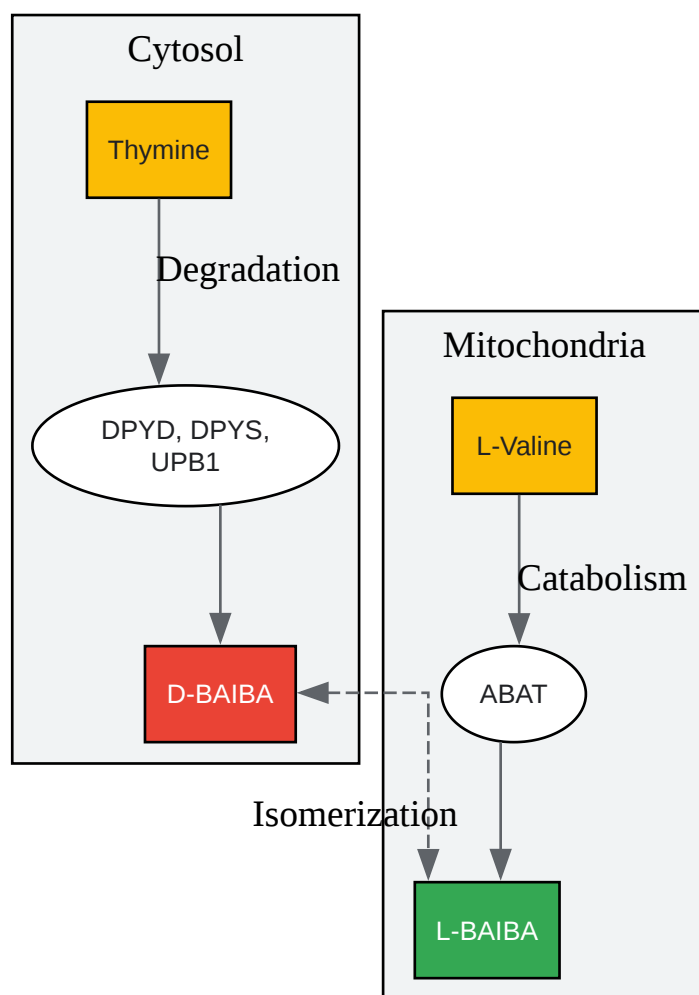 Cytosol
Thymine
Degradation
DPYD, DPYS,
UPB1
D-BAIBA
Mitochondria
L-Valine
Catabolism
ABAT
Isomerization
L-BAIBA